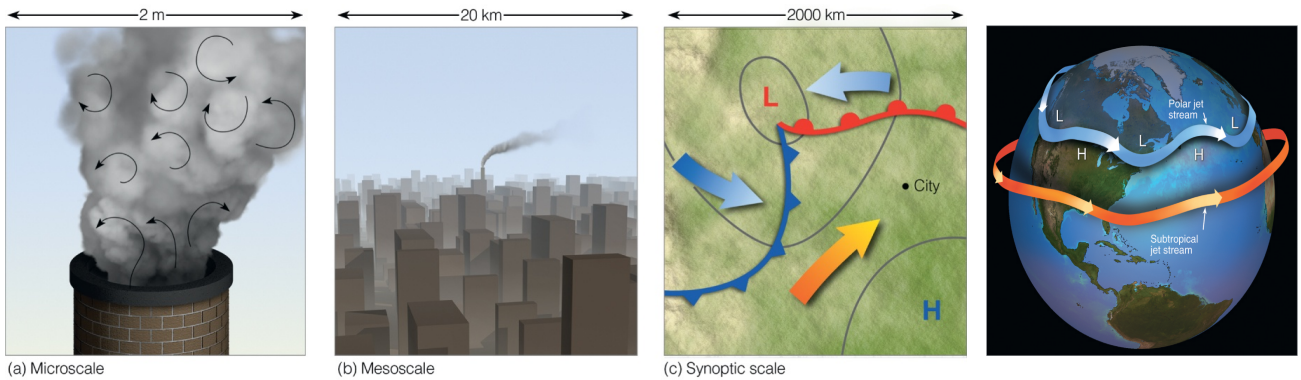 2 m
20 km
2000 km
L
City
H
(a) Microscale
(b) Mesoscale
(c) Synoptic scale
Polar jet
stream
L
L
L
H
H
Subtropical
jet stream